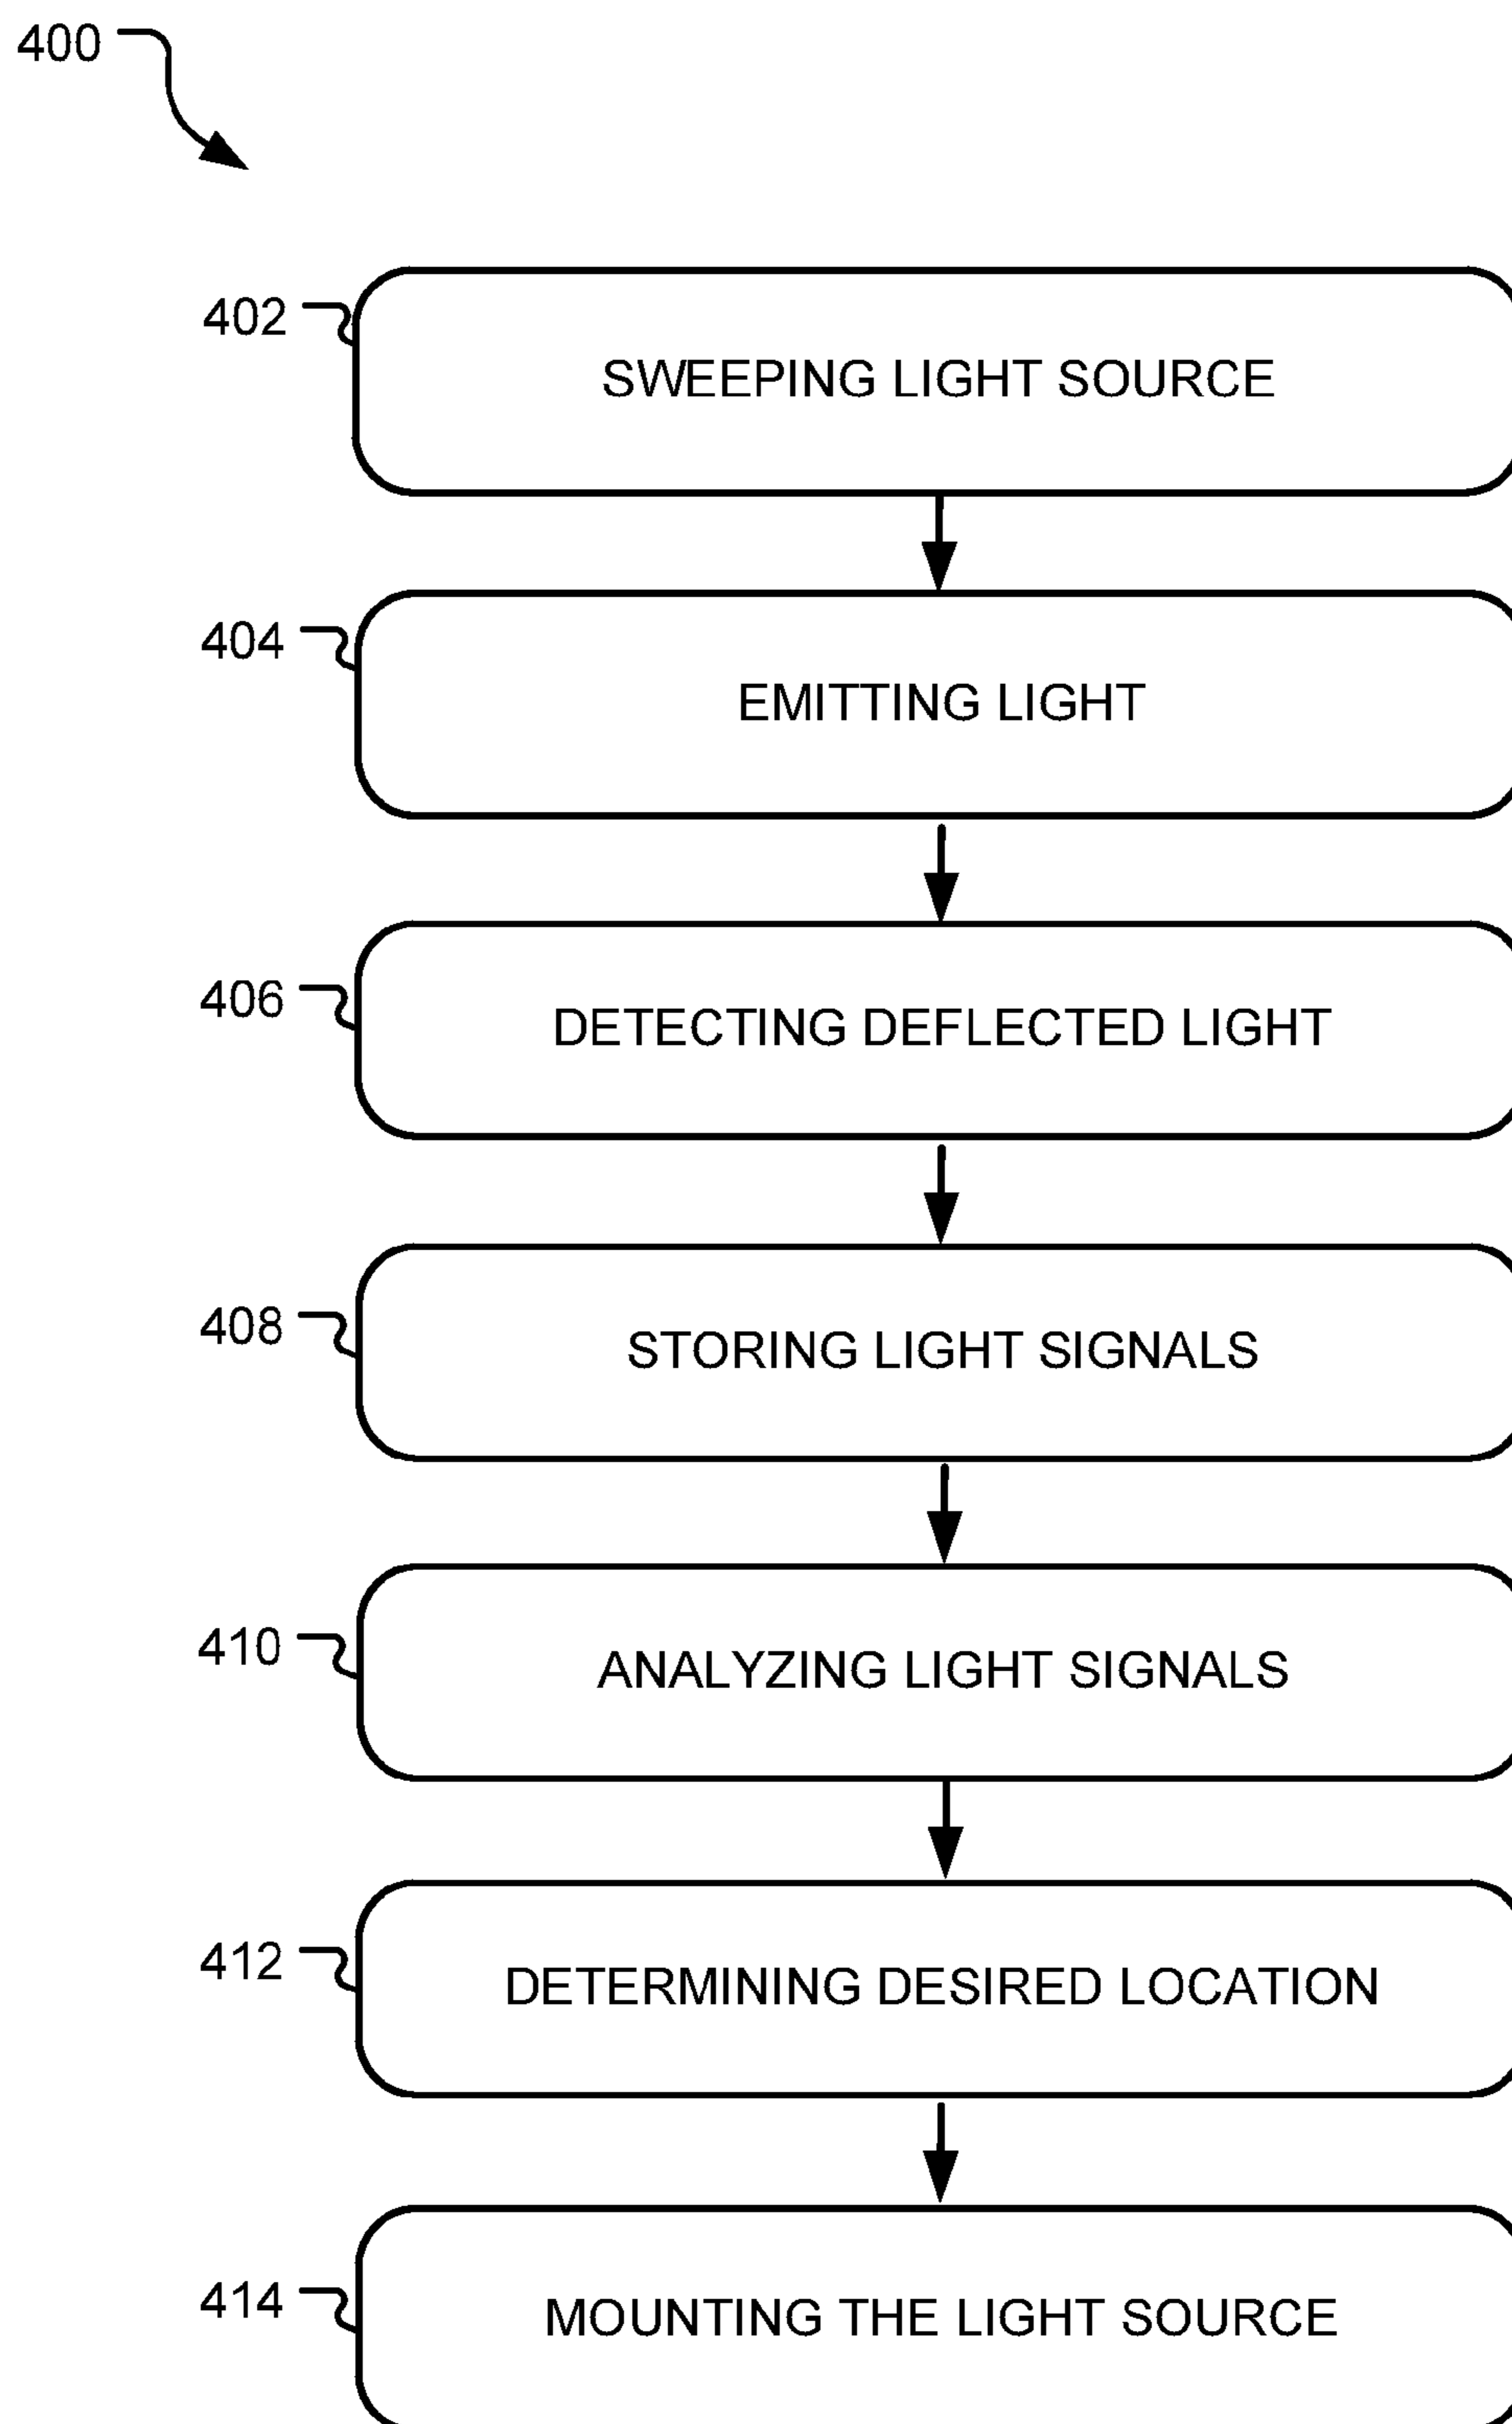 400
402
SWEEPING LIGHT SOURCE
404
EMITTING LIGHT
406
DETECTING DEFLECTED LIGHT
408
STORING LIGHT SIGNALS
410
ANALYZING LIGHT SIGNALS
412
DETERMINING DESIRED LOCATION
414
MOUNTING THE LIGHT SOURCE